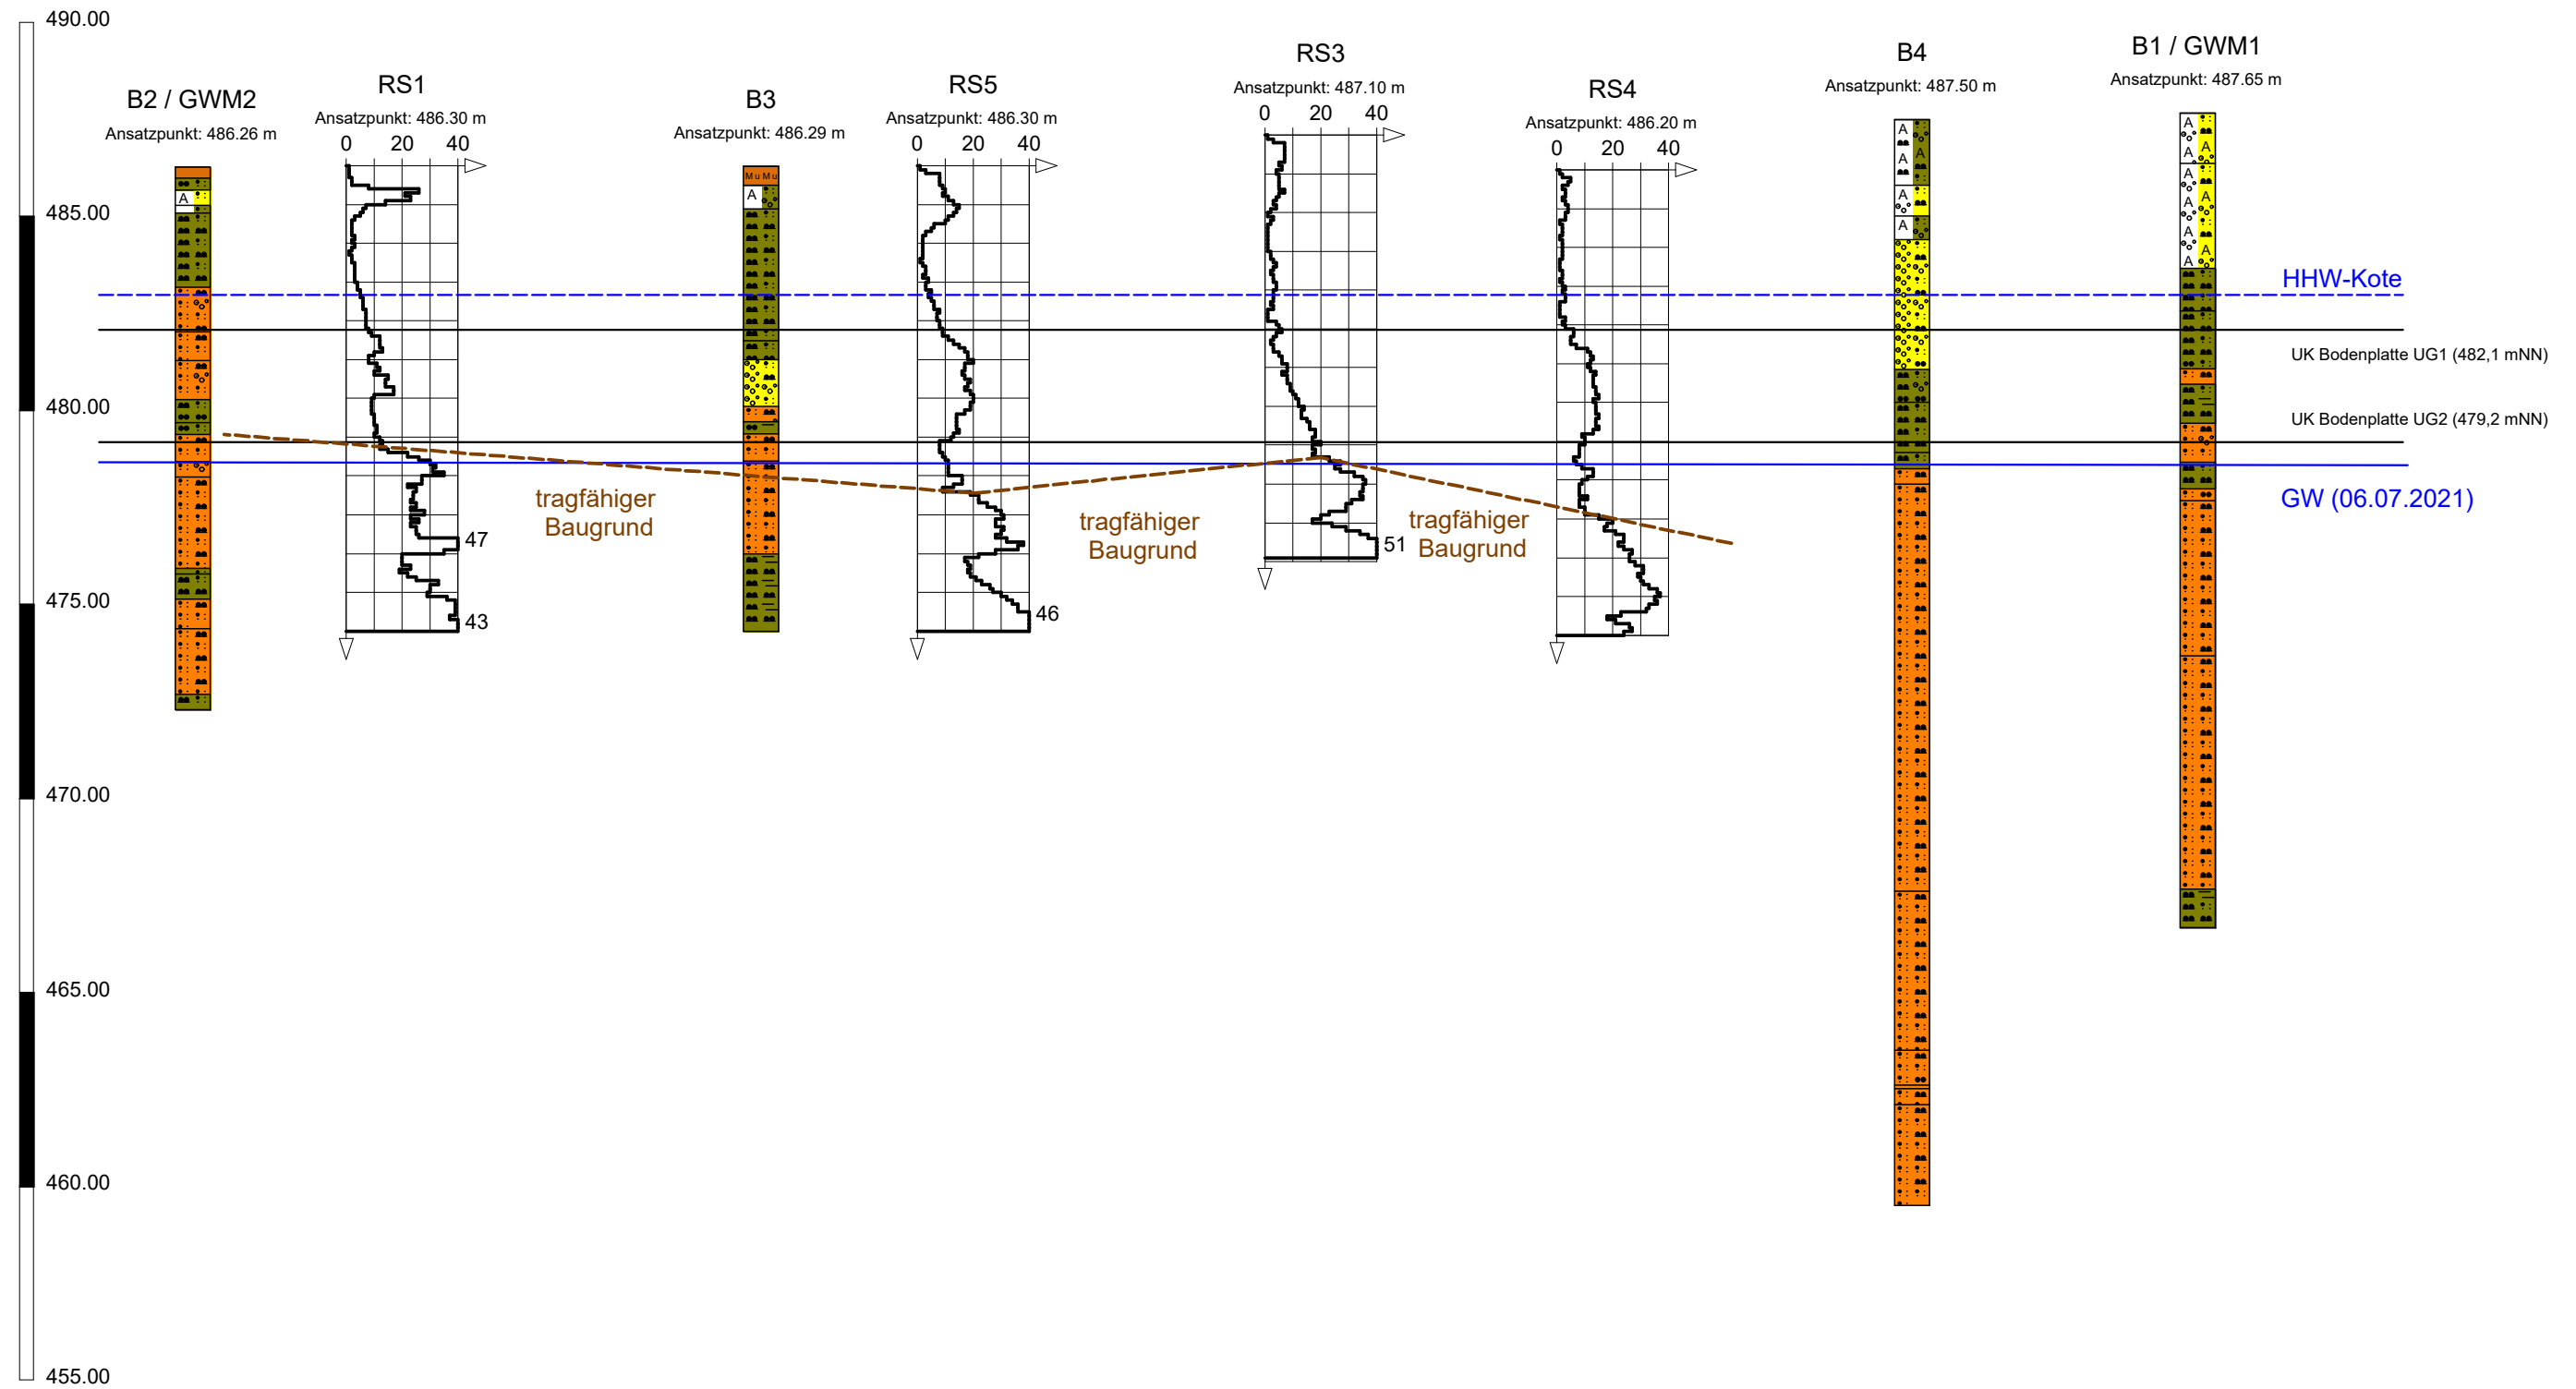 490.00
485.00
480.00
475.00
470.00
465.00
460.00
455.00
B2 / GWM2
Ansatzpunkt: 486.26 m
A
RS1
Ansatzpunkt: 486.30 m
0 20 40
47
43
B3
Ansatzpunkt: 486.29 m
Mu Mu
A
RS5
Ansatzpunkt: 486.30 m
0 20 40
46
RS3
Ansatzpunkt: 487.10 m
0 20 40
51
RS4
Ansatzpunkt: 486.20 m
0 20 40
B4
Ansatzpunkt: 487.50 m
A
A
A
A
A
B1 / GWM1
Ansatzpunkt: 487.65 m
A
A
A
A
A
A
A
A
A
HHW-Kote
UK Bodenplatte UG1 (482,1 mNN)
UK Bodenplatte UG2 (479,2 mNN)
GW (06.07.2021)
tragfähiger
Baugrund
tragfähiger
Baugrund
tragfähiger
Baugrund